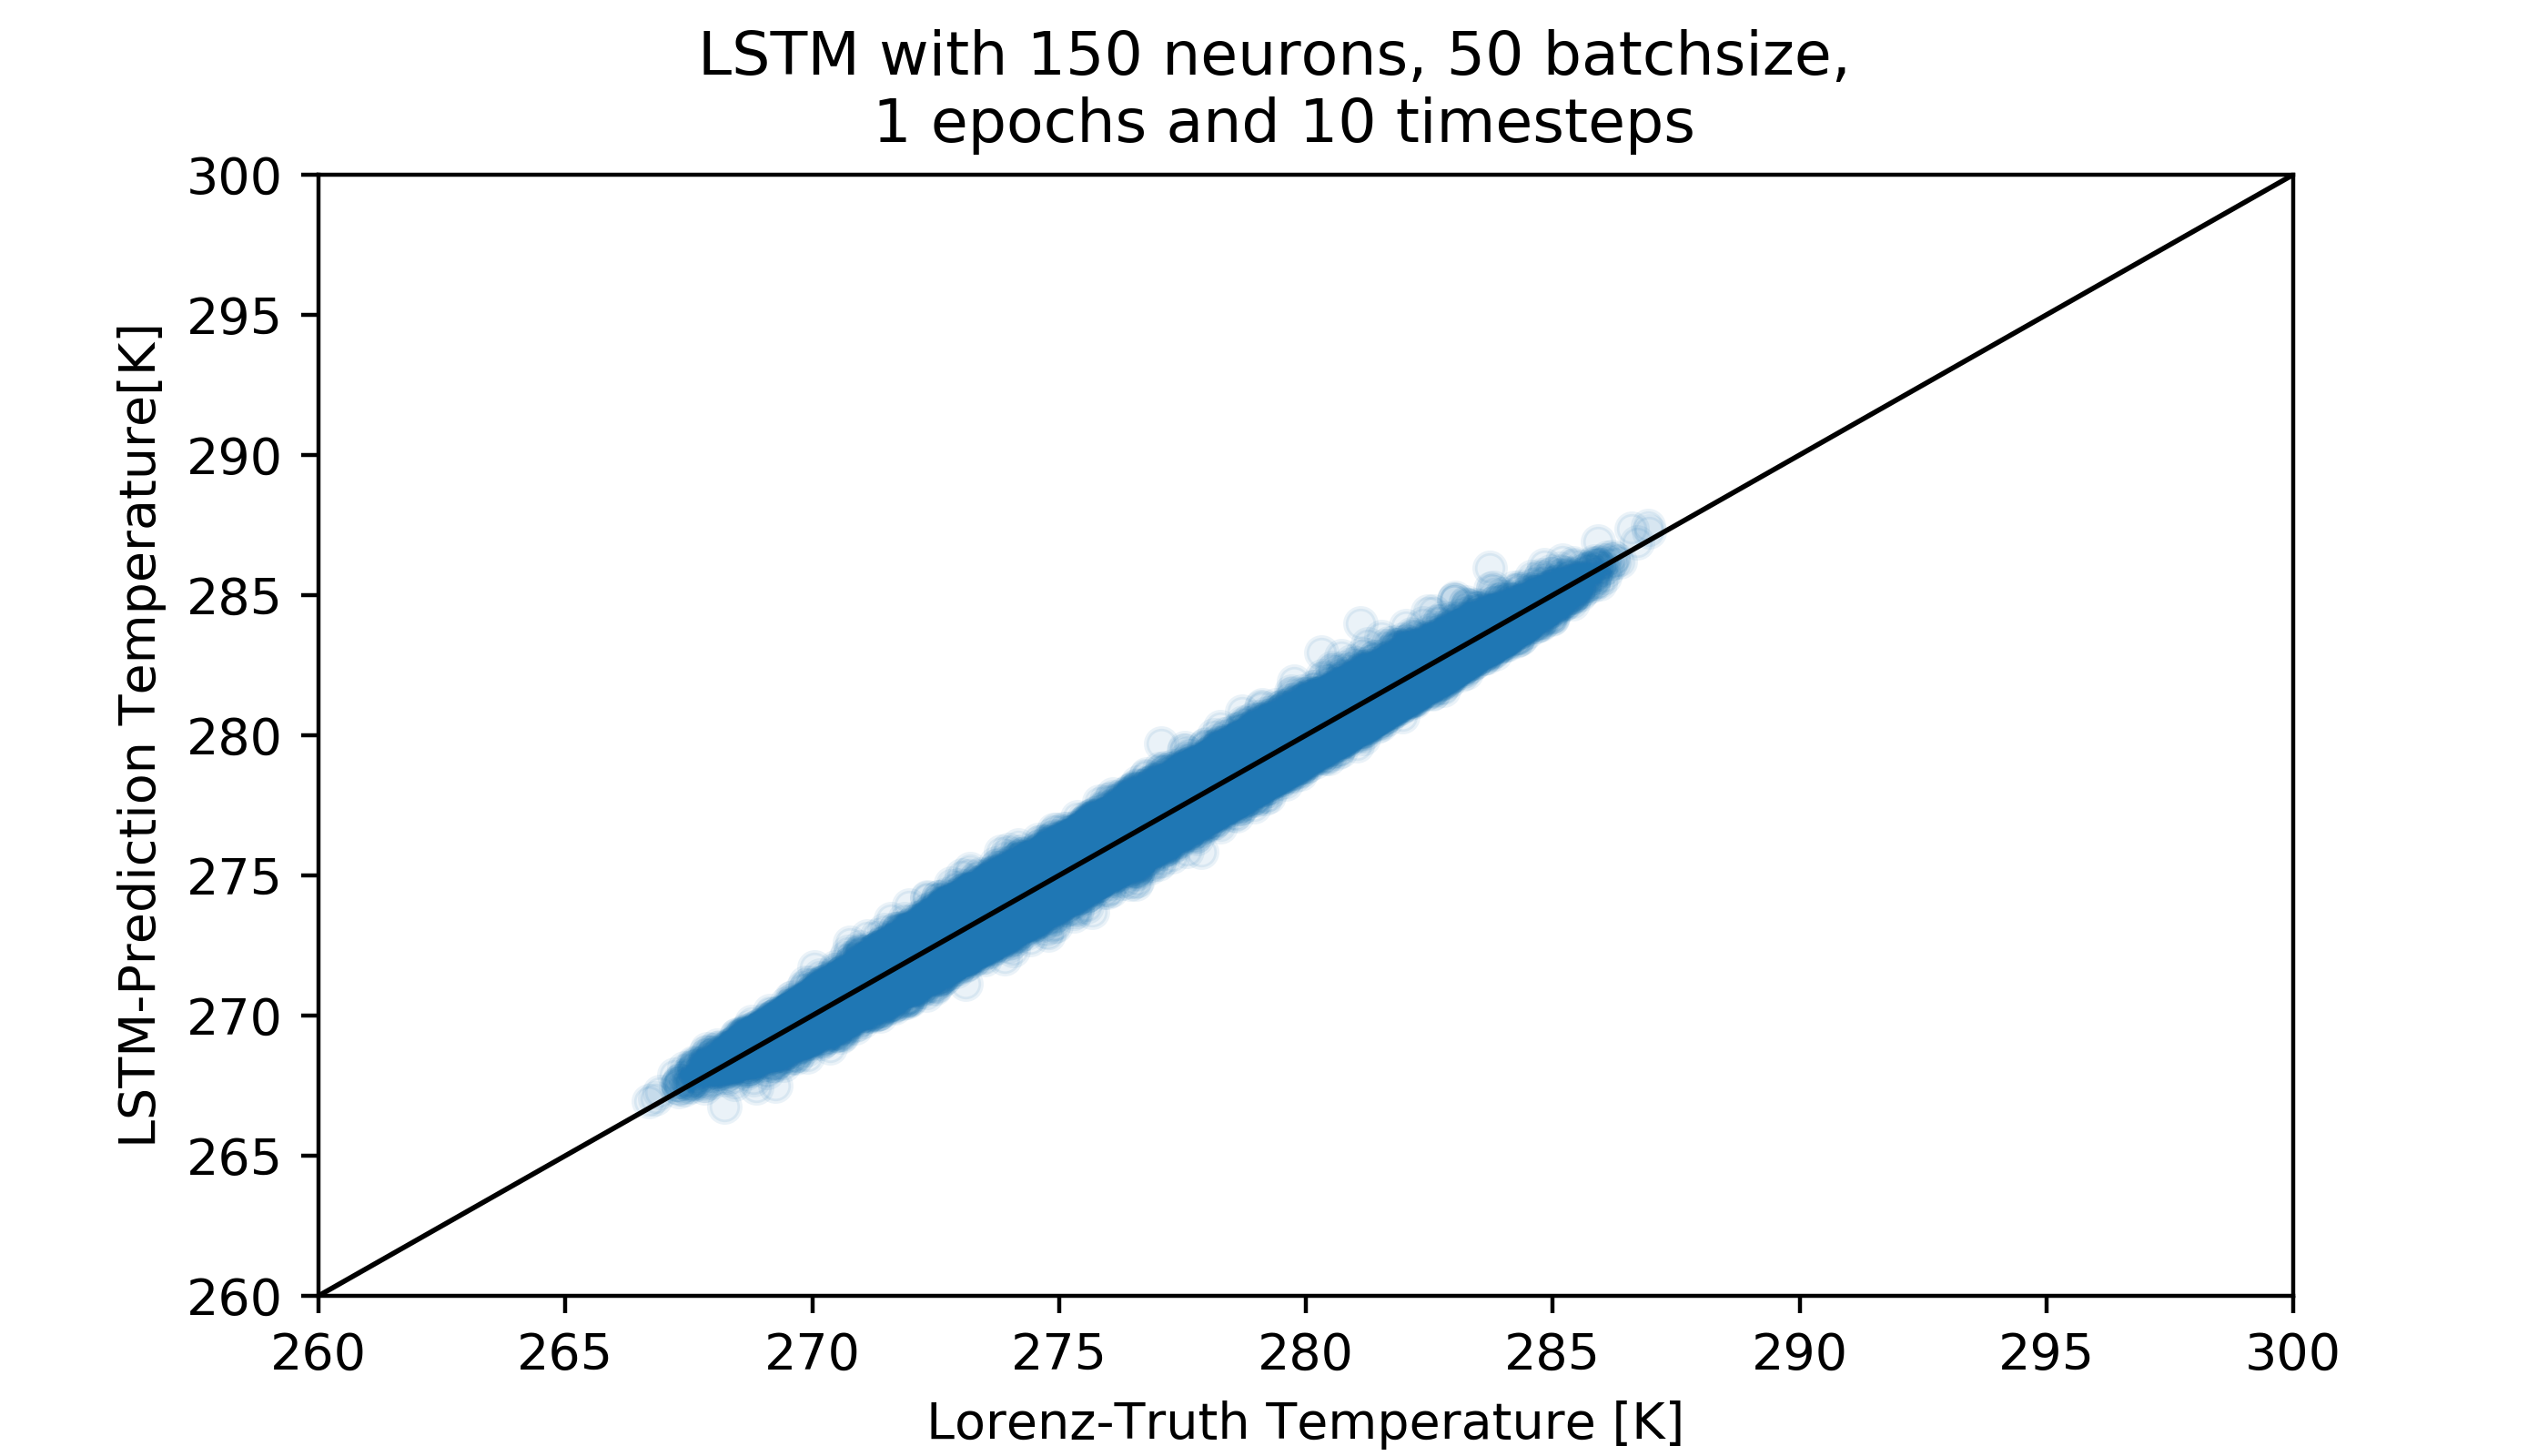 LSTM with 150 neurons, 50 batchsize,
1 epochs and 10 timesteps
LSTM-Prediction Temperature[K]
300
295
290
285
280
275
270
265
260
260 265 270 275 280 285 290 295 300
Lorenz-Truth Temperature [K]